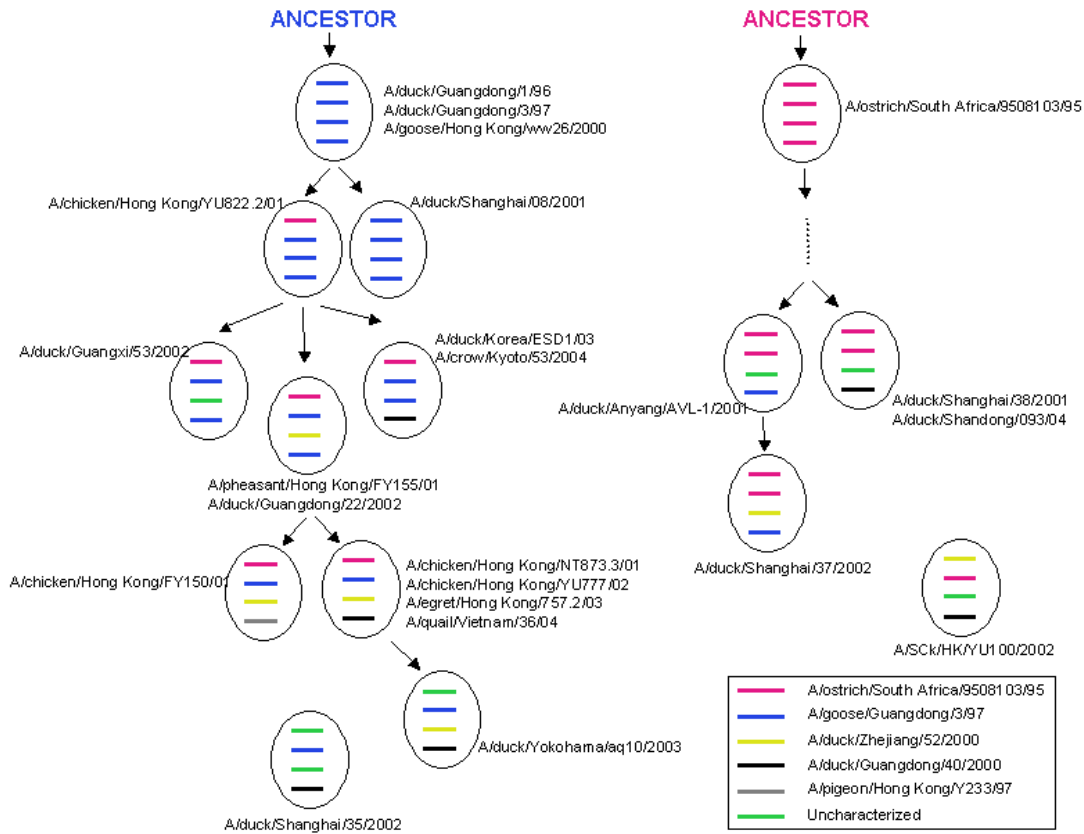 ANCESTOR
A/duck/Guangdong/1/96
A/duck/Guangdong/3/97
A/goose/Hong Kong/ww26/2000
A/chicken/Hong Kong/YU822.2/01
A/duck/Shanghai/08/2001
A/duck/Guangxi/53/2002
A/duck/Korea/ESD1/03
A/crow/Kyoto/53/2004
A/pheasant/Hong Kong/FY155/01
A/duck/Guangdong/22/2002
A/chicken/Hong Kong/FY150/01
A/chicken/Hong Kong/NT873.3/01
A/chicken/Hong Kong/YU777/02
A/egret/Hong Kong/757.2/03
A/quail/Vietnam/36/04
A/duck/Yokohama/aq10/2003
A/duck/Shanghai/35/2002
ANCESTOR
A/ostrich/South Africa/9508103/95
A/duck/Anyang/AVL-1/2001
A/duck/Shanghai/38/2001
A/duck/Shandong/093/04
A/duck/Shanghai/37/2002
A/SCk/HK/YU100/2002
A/ostrich/South Africa/9508103/95
A/goose/Guangdong/3/97
A/duck/Zhejiang/52/2000
A/duck/Guangdong/40/2000
A/pigeon/Hong Kong/Y233/97
Uncharacterized